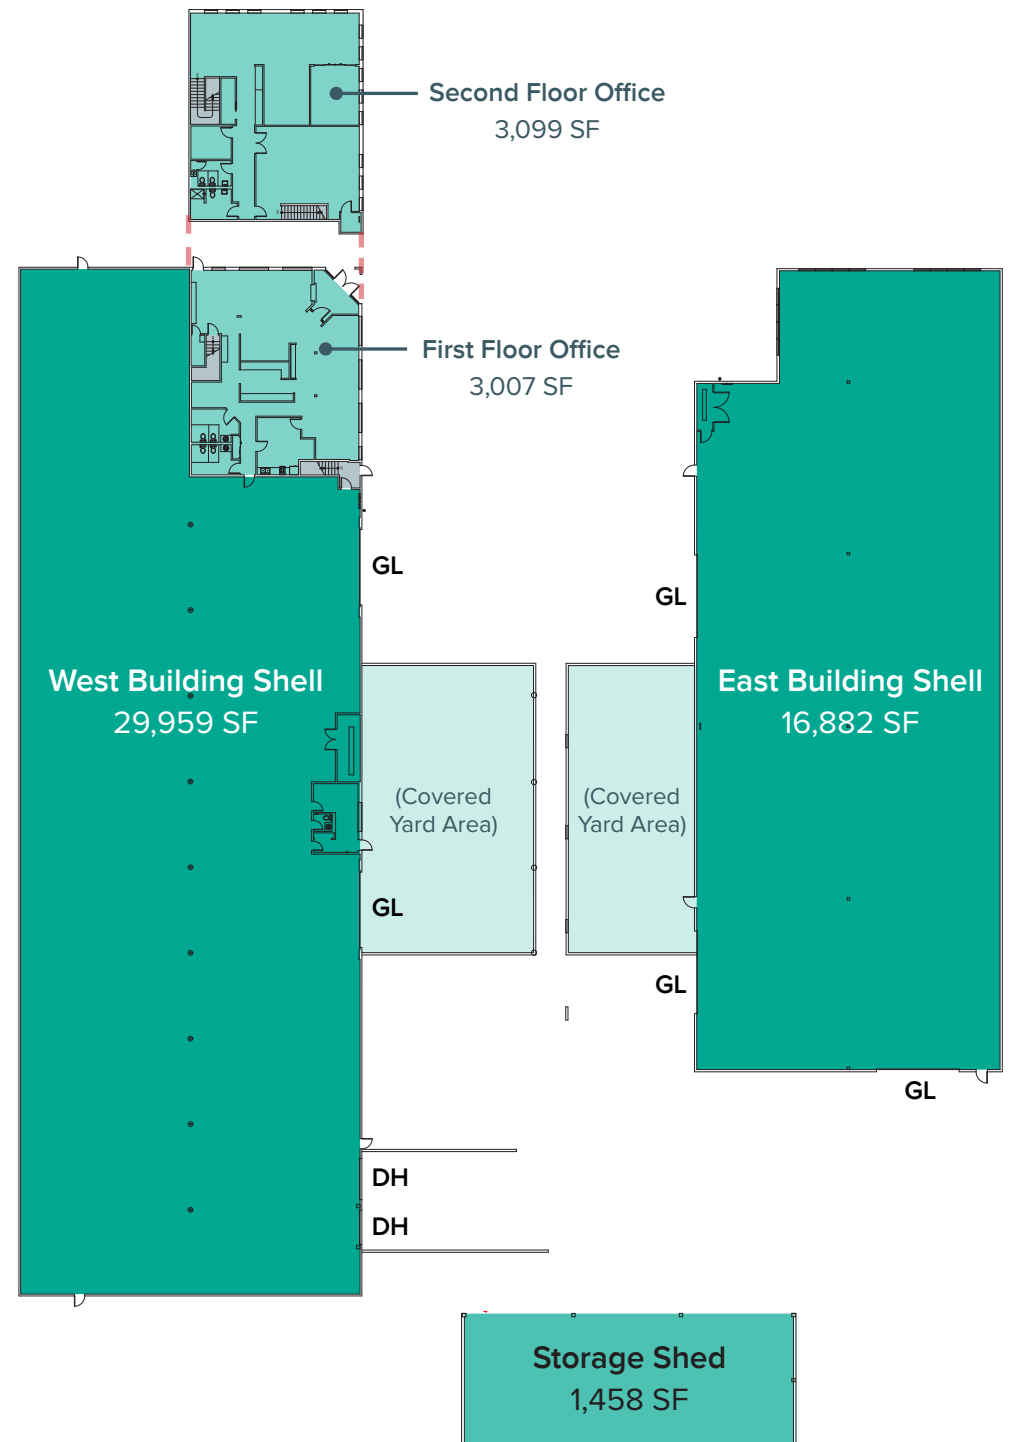 Second Floor Office
3,099 SF
First Floor Office
3,007 SF
GL
GL
West Building Shell
29,959 SF
East Building Shell
16,882 SF
(Covered
Yard Area)
(Covered
Yard Area)
GL
GL
GL
DH
DH
Storage Shed
1,458 SF